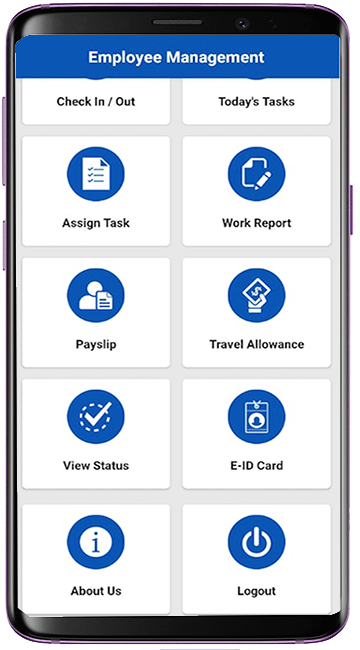 Employee Management
Check In / Out
Today's Tasks
Assign Task
Work Report
Payslip
Travel Allowance
View Status
E-ID Card
About Us
Logout